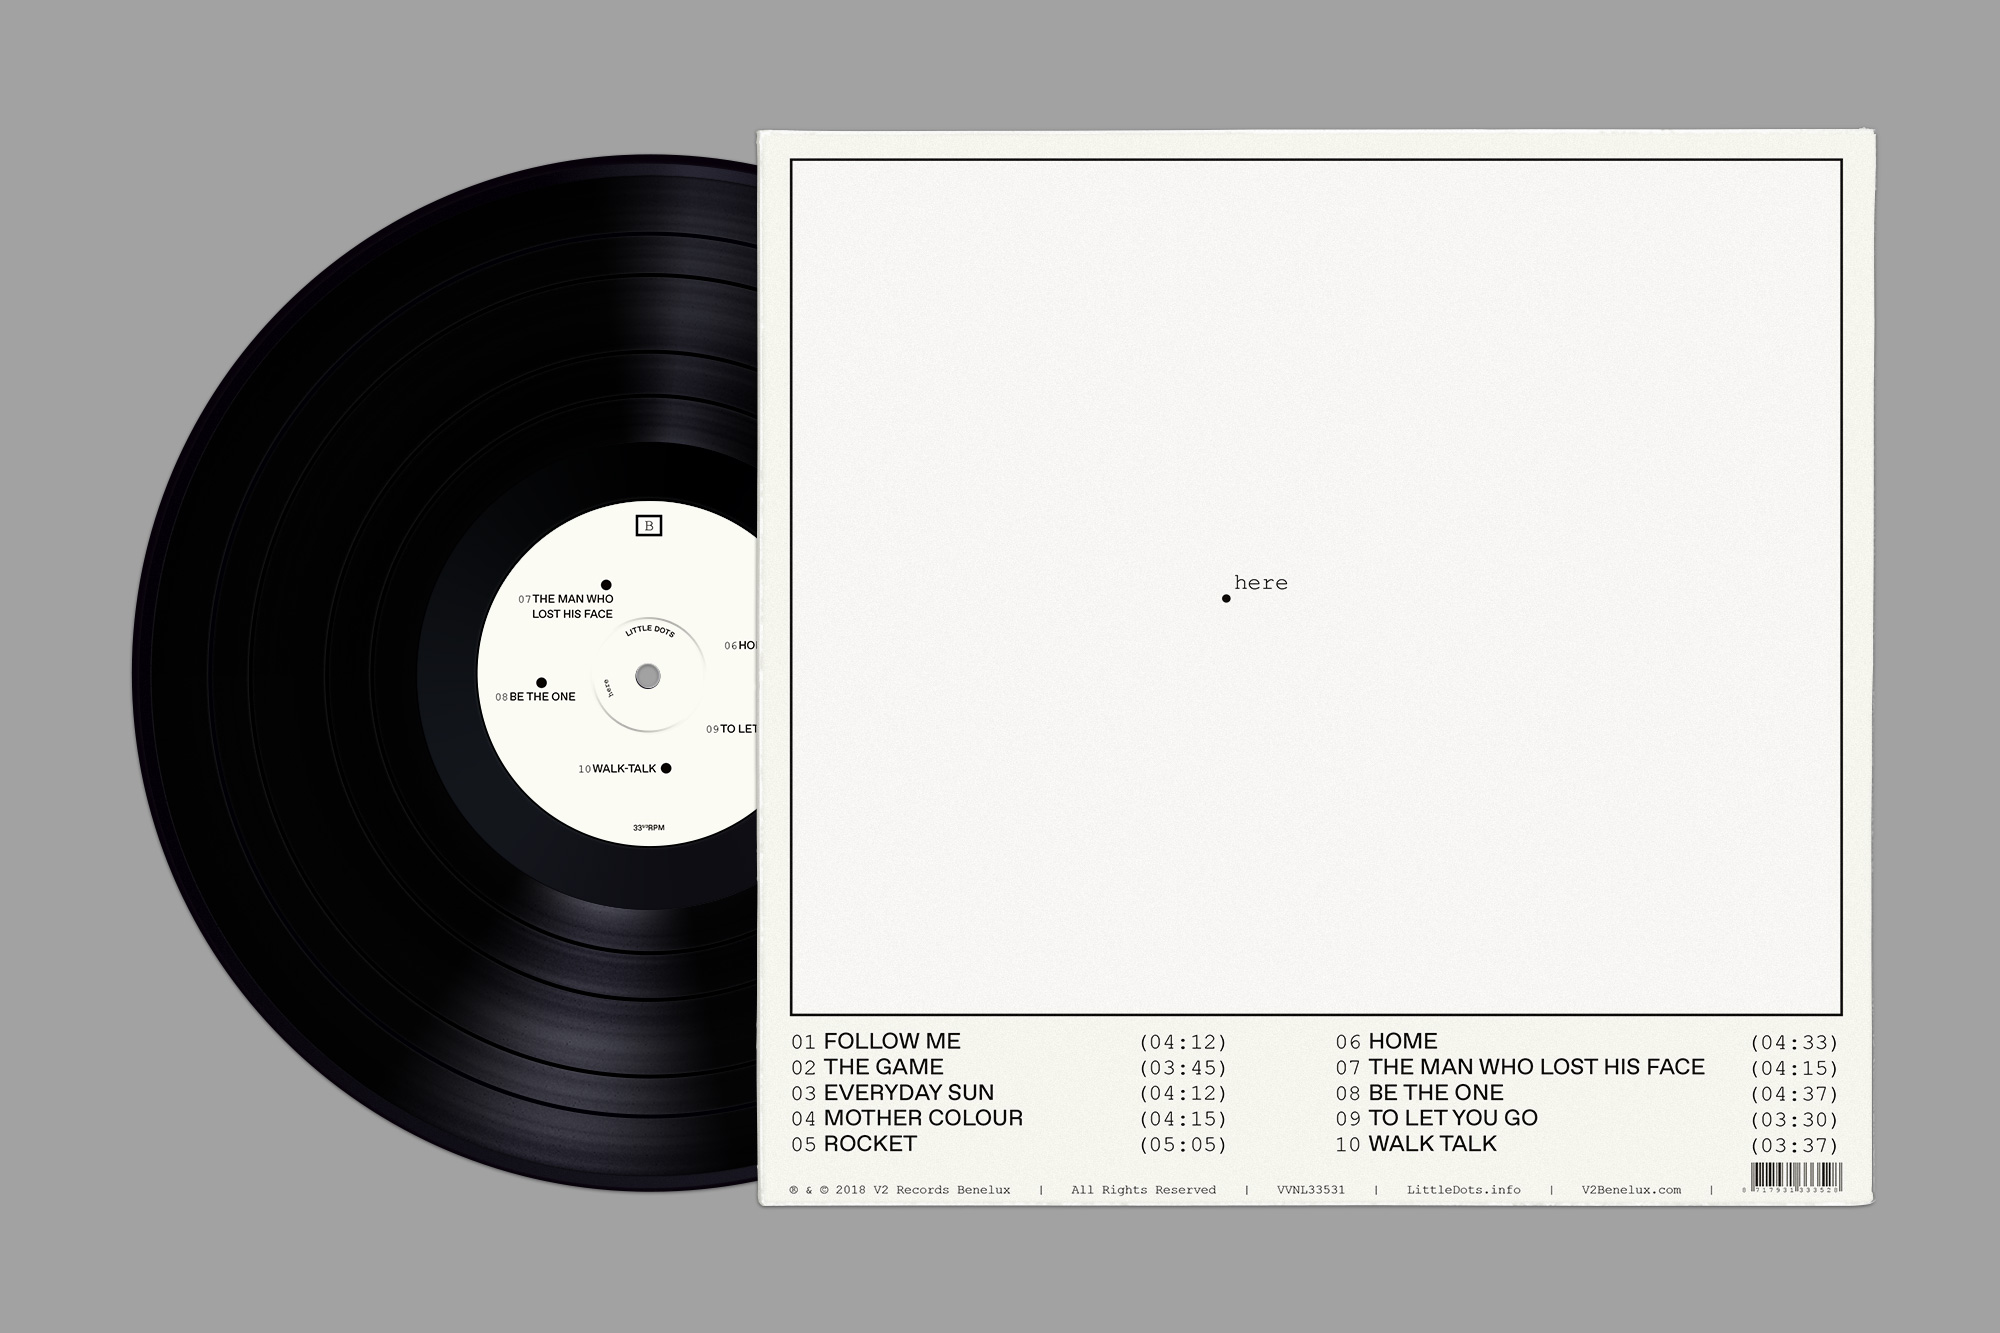 B
07 THE MAN WHO
LOST HIS FACE
LITTLE DOTS
06 HO
here
08 BE THE ONE
09 TO LET
10 WALK-TALK
here
01 FOLLOW ME (04:12)
02 THE GAME (03:45)
03 EVERYDAY SUN (04:12)
04 MOTHER COLOUR (04:15)
05 ROCKET (05:05)
06 HOME (04:33)
07 THE MAN WHO LOST HIS FACE (04:15)
08 BE THE ONE (04:37)
09 TO LET YOU GO (03:30)
10 WALK TALK (03:37)
® & © 2018 V2 Records Benelux | All Rights Reserved | VVNL33531 | LittleDots.info | V2Benelux.com |
8 717931 333528